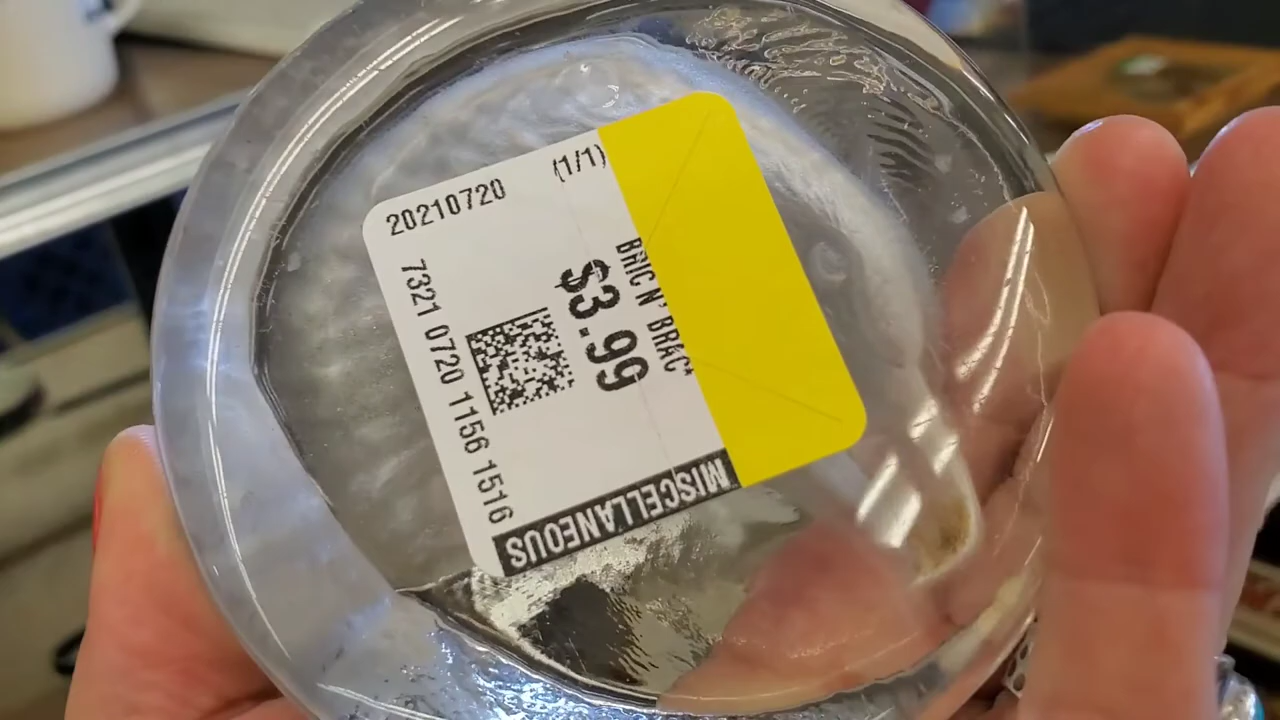 20210720 (1/1)
BRIC N' BRAC
$3.99
7321 0720 1156 1516
MISCELLANEOUS